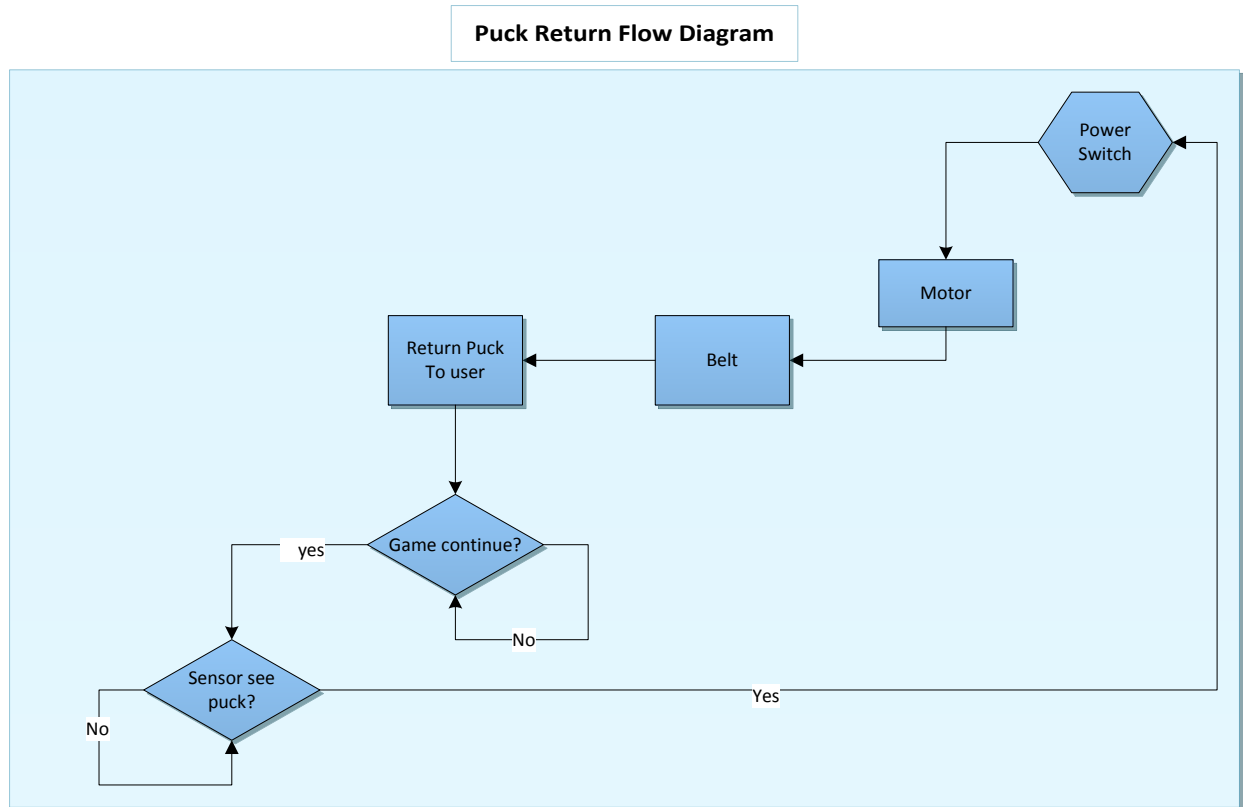 Puck Return Flow Diagram
Power
Switch
Motor
Belt
Return Puck
To user
Game continue?
yes
No
Sensor see
puck?
Yes
No